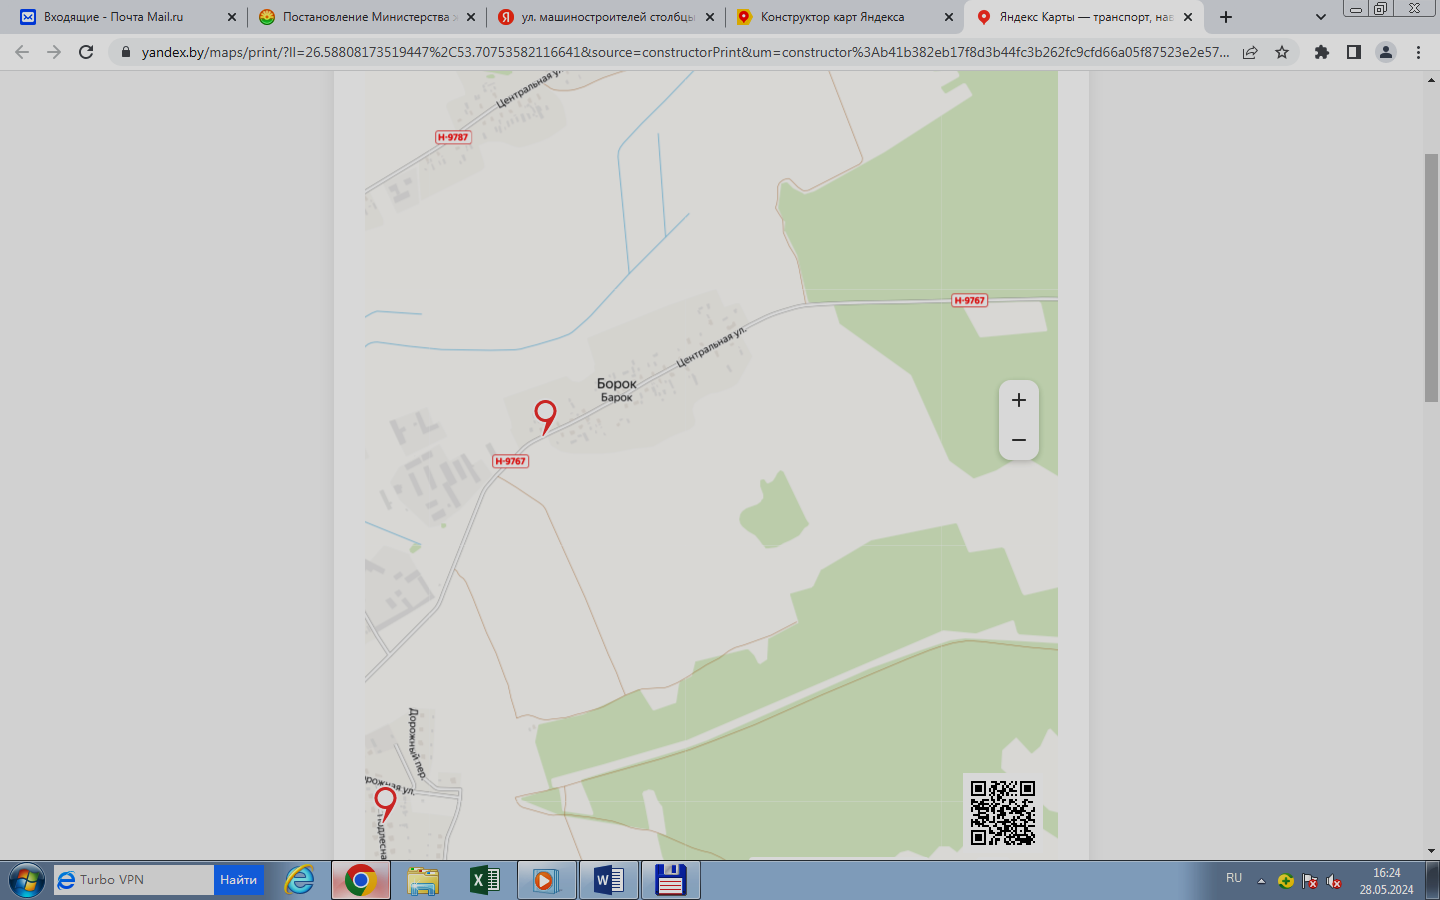 Входящие - Почта Mail.ru
Постановление Министерства
ул. машиностроителей столбцы
Конструктор карт Яндекса
Яндекс Карты — транспорт, нав
yandex.by/maps/print/?ll=26.58808173519447%2C53.70753582116641&source=constructorPrint&um=constructor%3Ab41b382eb17f8d3b44fc3b262fc9cfd66a05f87523e2e57...
Центральная ул.
Н-9787
Н-9767
Центральная ул.
Борок
Барок
Н-9767
Дорожный пер.
рожная ул.
Turbo VPN
Найти
RU
16:24
28.05.2024